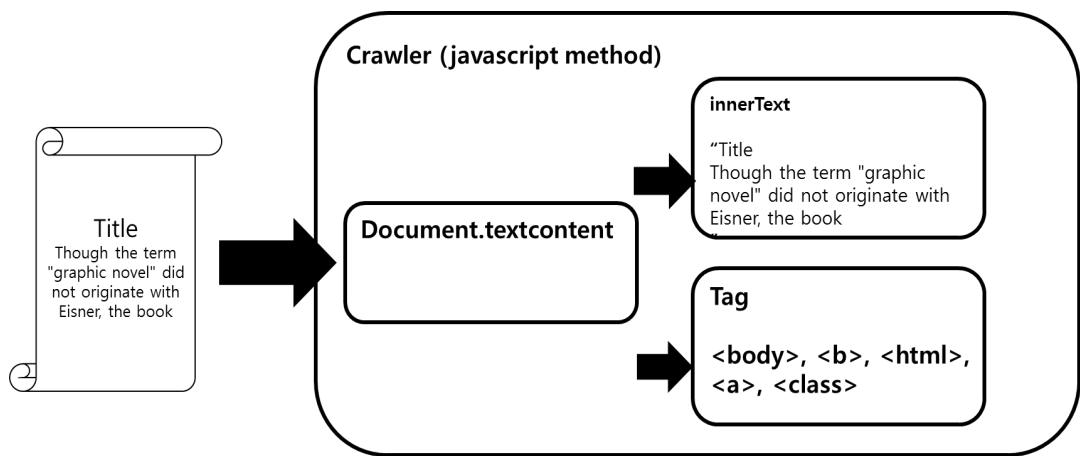 Crawler (javascript method)
Title
Though the term
"graphic novel" did
not originate with
Eisner, the book
Document.textcontent
innerText
“Title
Though the term "graphic
novel" did not originate with
Eisner, the book
“
Tag
<body>, <b>, <html>,
<a>, <class>